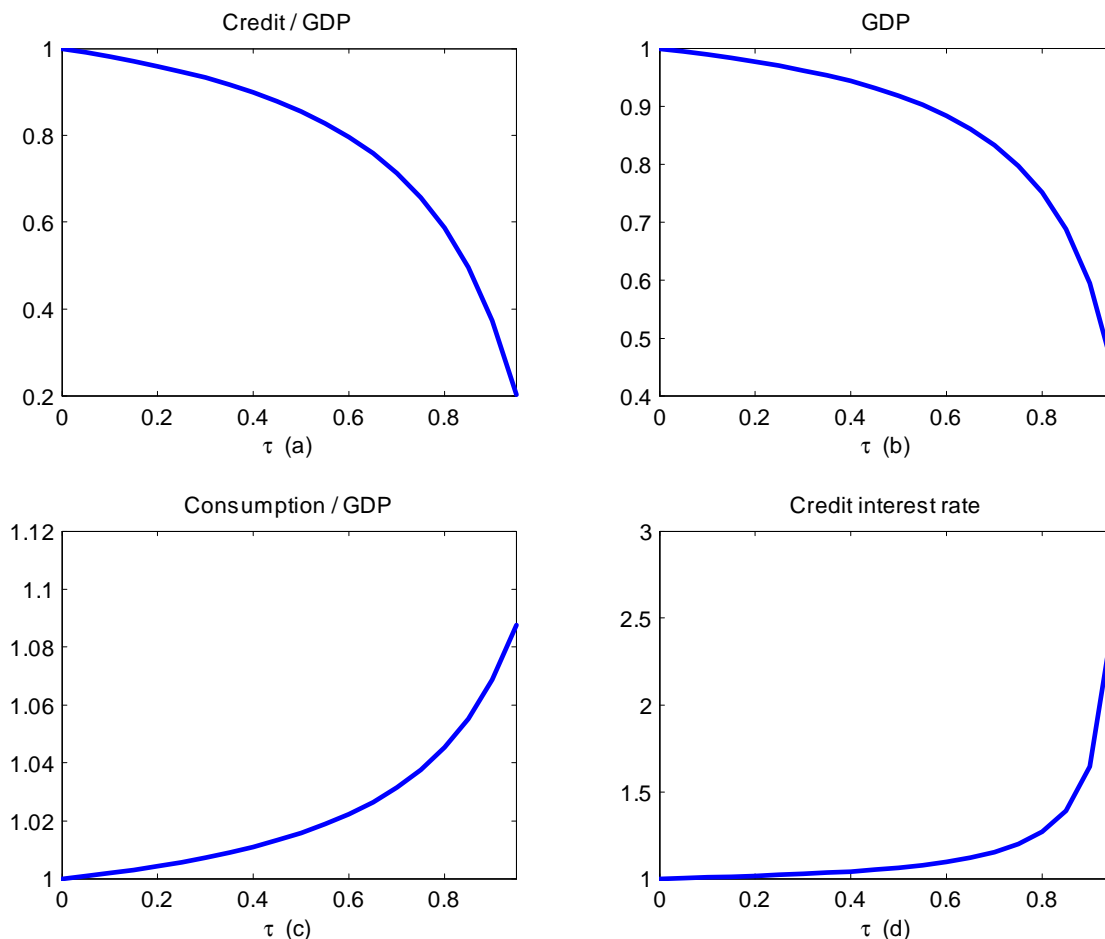 Credit / GDP
1
0.8
0.6
0.4
0.2
0 0.2 0.4 0.6 0.8
τ (a)
GDP
1
0.9
0.8
0.7
0.6
0.5
0.4
0 0.2 0.4 0.6 0.8
τ (b)
Consumption / GDP
1.12
1.1
1.08
1.06
1.04
1.02
1
0 0.2 0.4 0.6 0.8
τ (c)
Credit interest rate
3
2.5
2
1.5
1
0 0.2 0.4 0.6 0.8
τ (d)